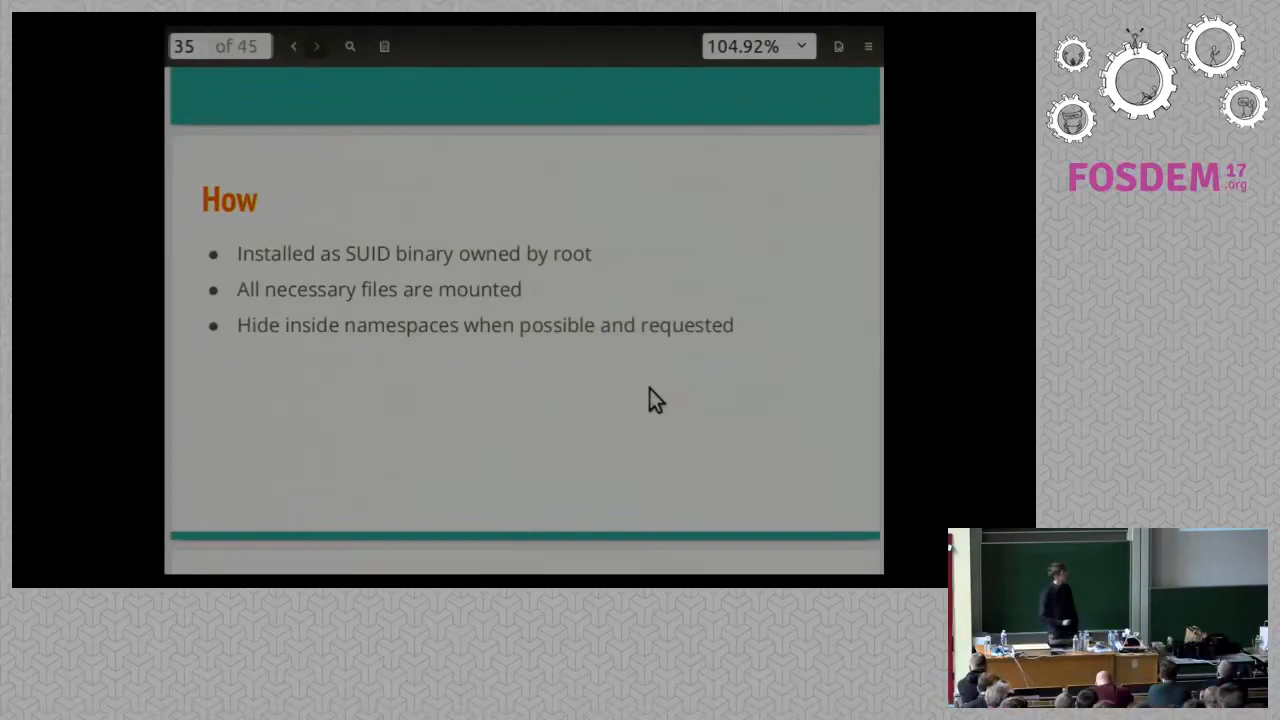 35 of 45
104.92%
How
Installed as SUID binary owned by root
All necessary files are mounted
Hide inside namespaces when possible and requested
FOSDEM 17
.org